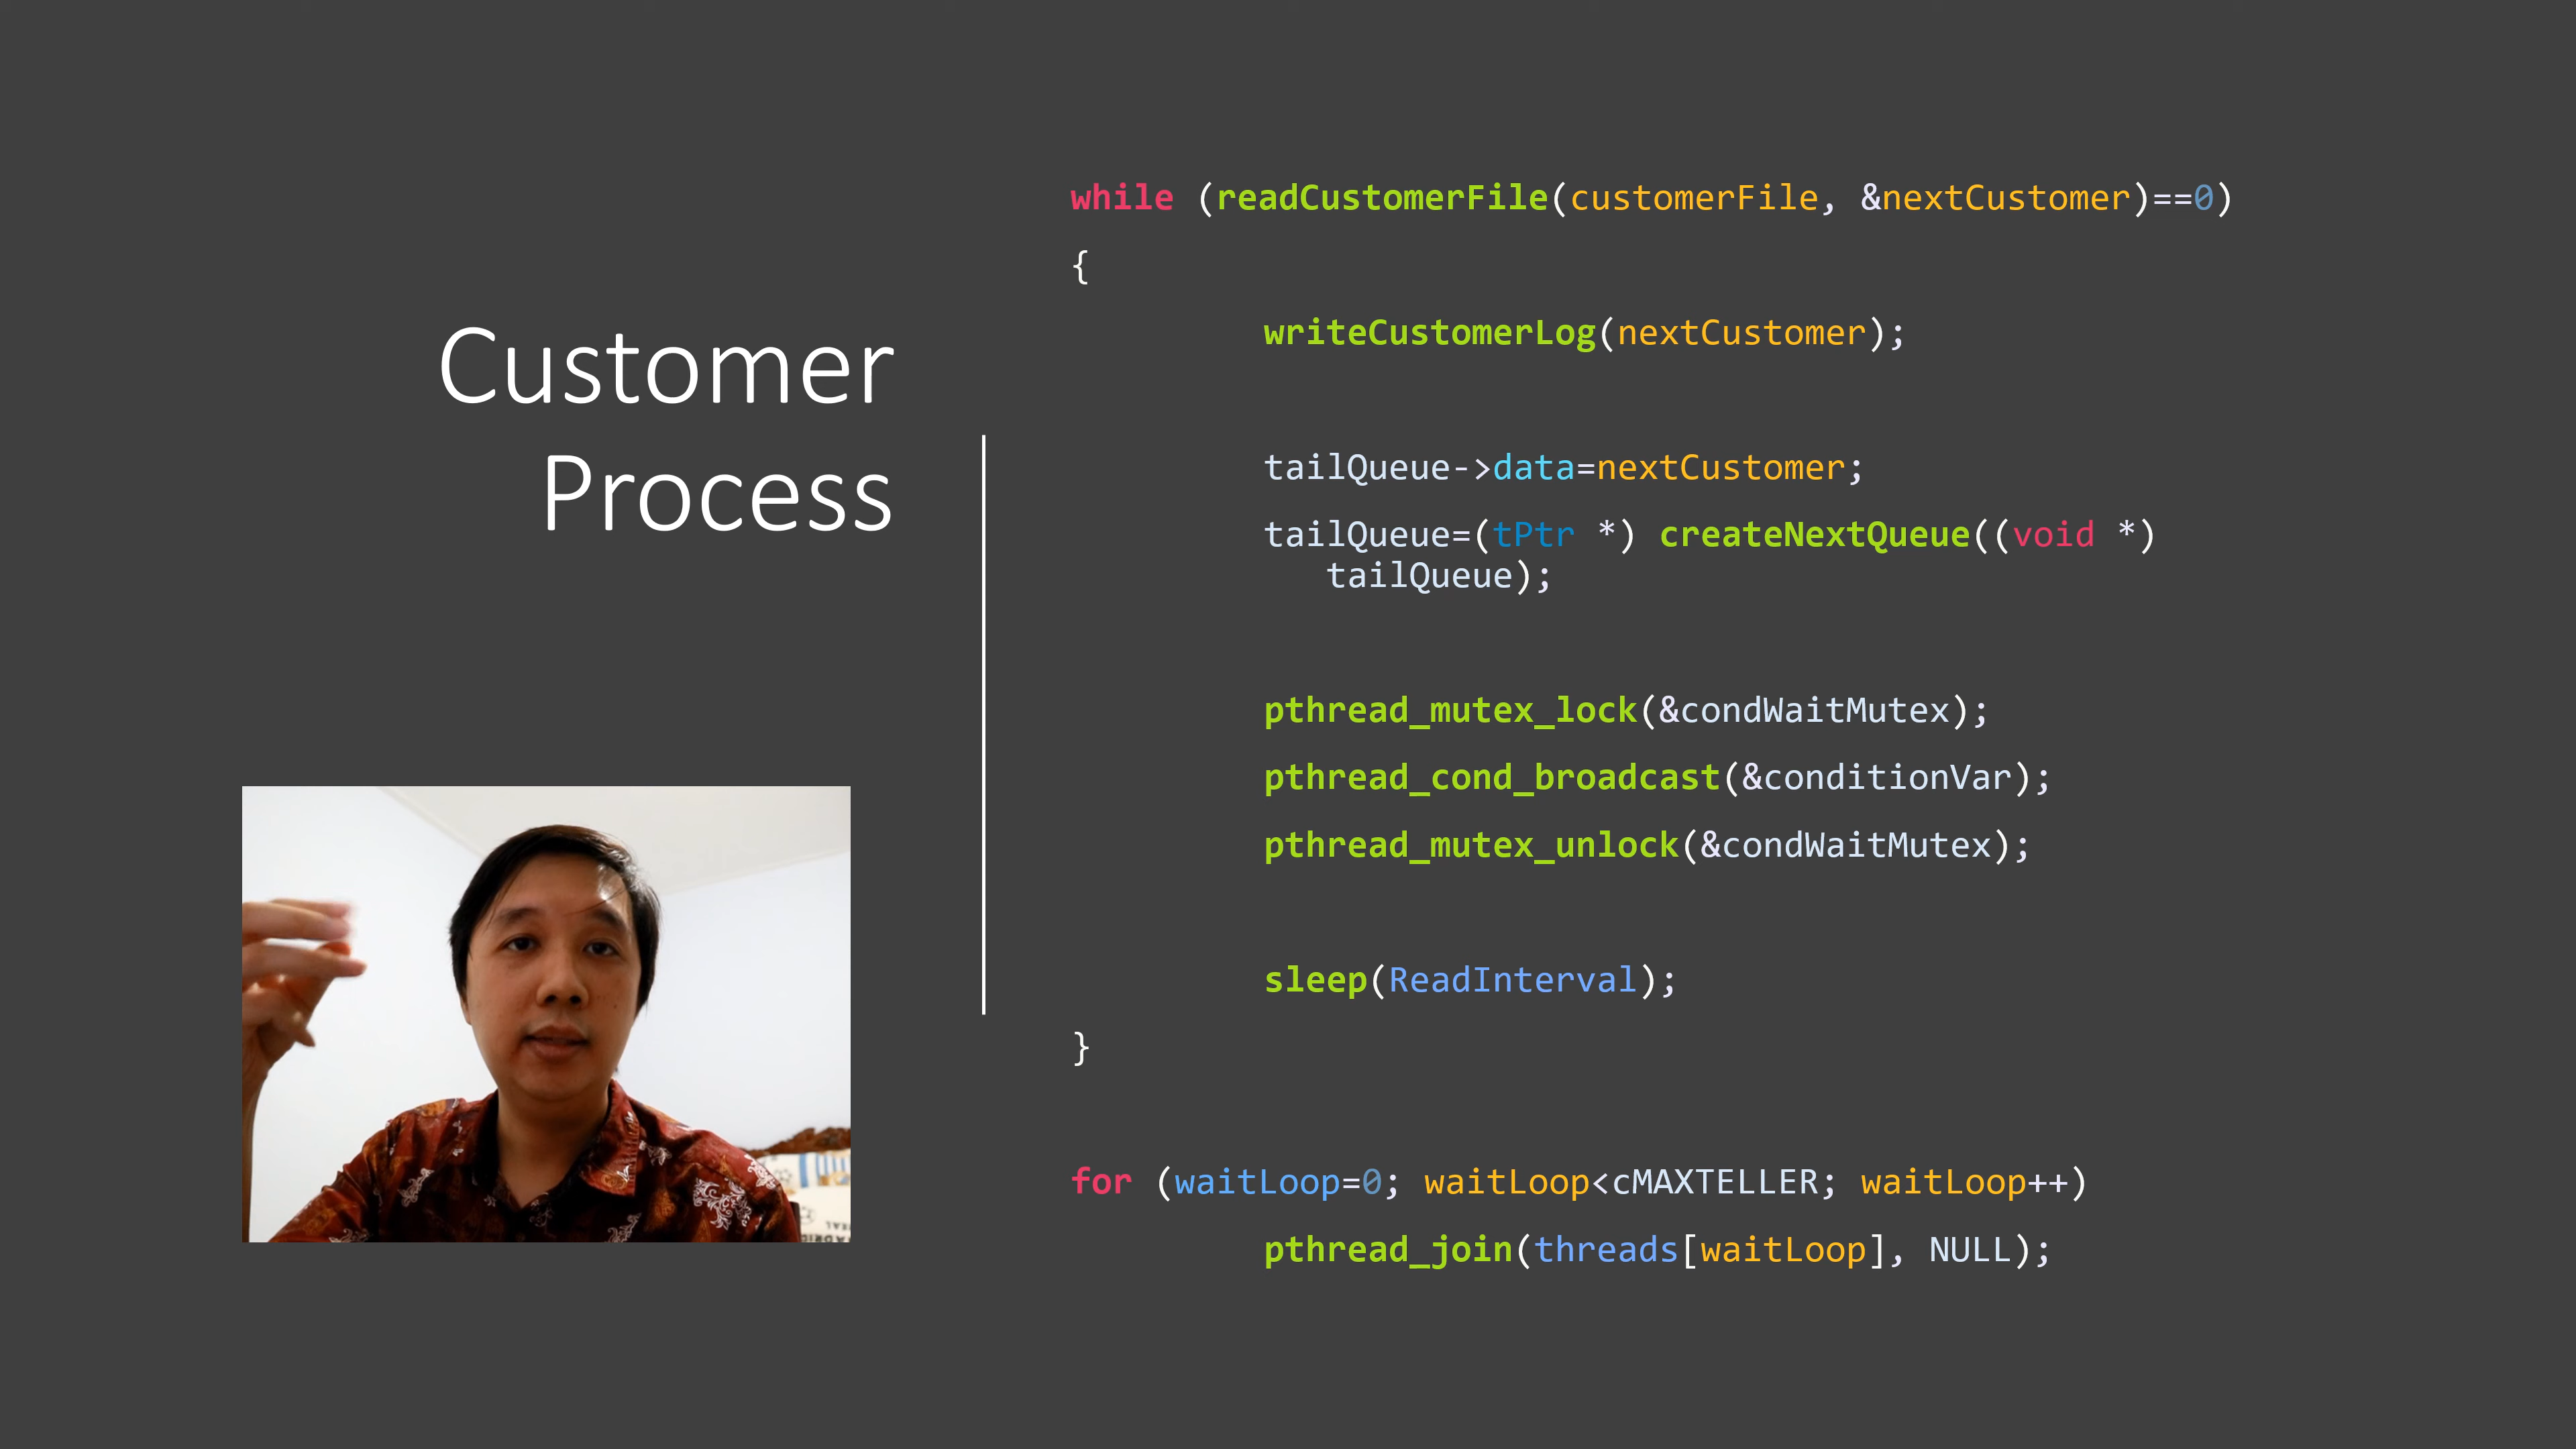 Customer
Process
while (readCustomerFile(customerFile, &nextCustomer)==0)
{
writeCustomerLog(nextCustomer);
tailQueue->data=nextCustomer;
tailQueue=(tPtr *) createNextQueue((void *)
tailQueue);
pthread_mutex_lock(&condWaitMutex);
pthread_cond_broadcast(&conditionVar);
pthread_mutex_unlock(&condWaitMutex);
sleep(ReadInterval);
}
for (waitLoop=0; waitLoop<cMAXTELLER; waitLoop++)
pthread_join(threads[waitLoop], NULL);